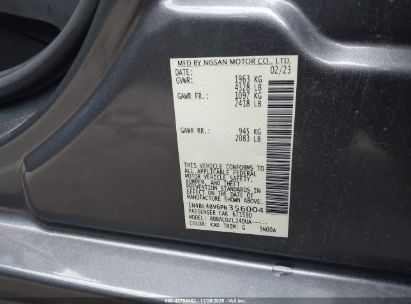 MFD BY NISSAN MOTOR CO., LTD.
DATE: 02/23
GVWR: 1963 KG
4328 LB
GAWR FR.: 1097 KG
2418 LB
GAWR RR.: 945 KG
2083 LB
THIS VEHICLE CONFORMS TO
ALL APPLICABLE FEDERAL
MOTOR VEHICLE SAFETY,
BUMPER, AND THEFT
PREVENTION STANDARDS
IN EFFECT ON THE DATE OF
MANUFACTURE SHOWN ABOVE.
1N4BL4BV6PN356004
PASSENGER CAR
COLOR: KAD TRIM: G